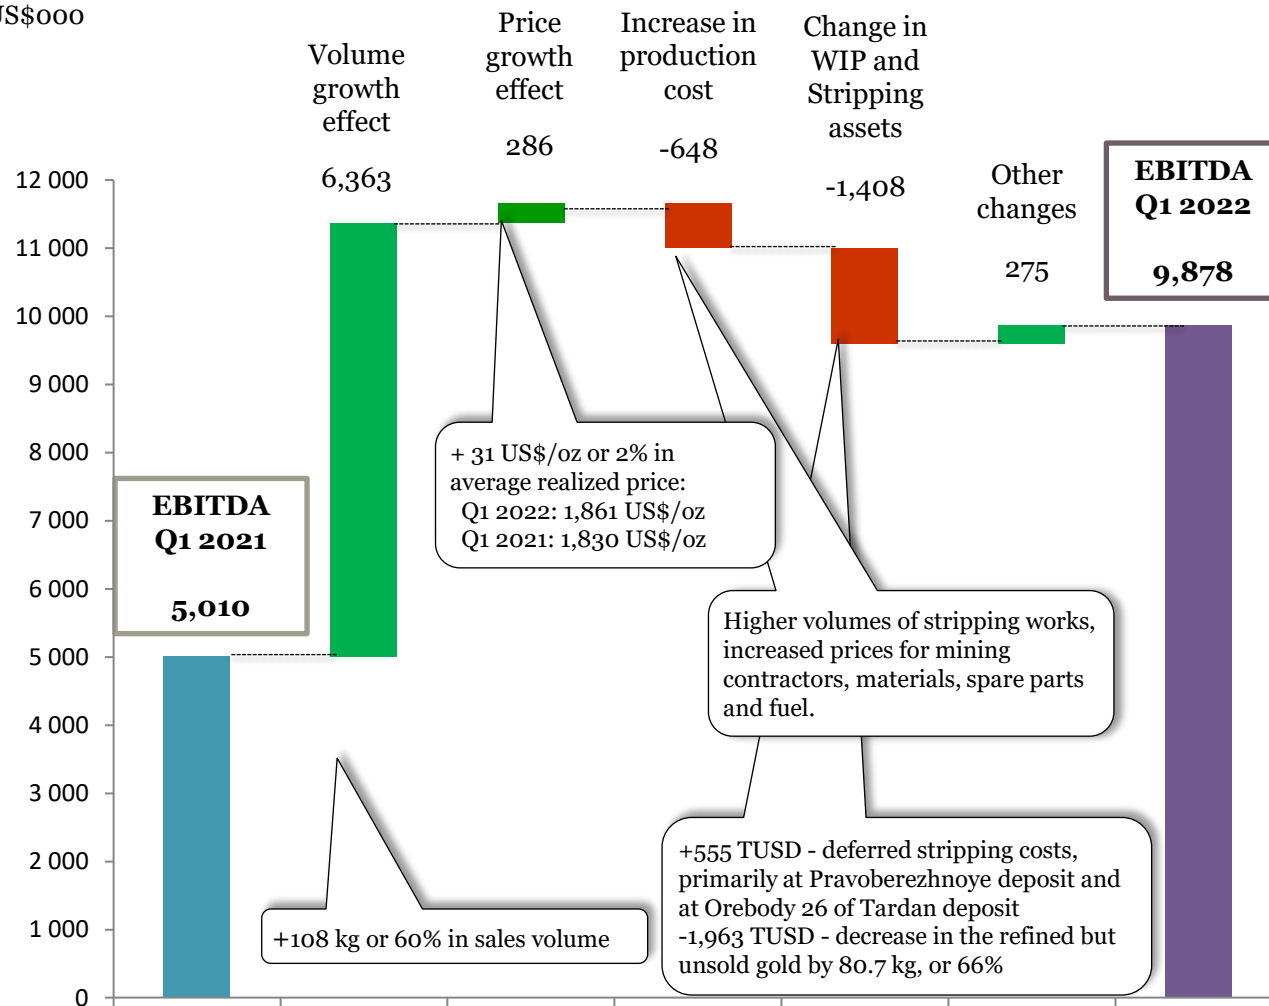 US$000
Volume
growth
effect
6,363
Price
growth
effect
286
Increase in
production
cost
-648
Change in
WIP and
Stripping
assets
-1,408
Other
changes
275
EBITDA
Q1 2022
9,878
12 000
11 000
10 000
9 000
8 000
7 000
6 000
5 000
4 000
3 000
2 000
1 000
0
EBITDA
Q1 2021
5,010
+ 31 US$/oz or 2% in
average realized price:
Q1 2022: 1,861 US$/oz
Q1 2021: 1,830 US$/oz
Higher volumes of stripping works,
increased prices for mining
contractors, materials, spare parts
and fuel.
+108 kg or 60% in sales volume
+555 TUSD - deferred stripping costs,
primarily at Pravoberezhnoye deposit and
at Orebody 26 of Tardan deposit
-1,963 TUSD - decrease in the refined but
unsold gold by 80.7 kg, or 66%